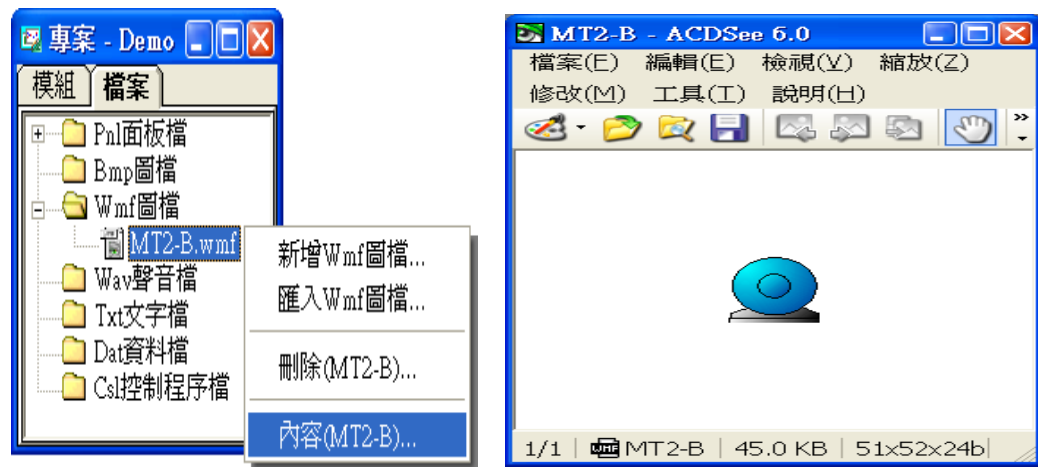 專案 - Demo
模組 檔案
Pnl面板檔
Bmp圖檔
Wmf圖檔
MT2-B.wmf
Wav聲音檔
Txt文字檔
Dat資料檔
Csl控制程序檔
新增Wmf圖檔...
匯入Wmf圖檔...
刪除(MT2-B)...
內容(MT2-B)...
MT2-B - ACDSee 6.0
檔案(F) 編輯(E) 檢視(V) 縮放(Z)
修改(M) 工具(T) 說明(H)
1/1 WMF MT2-B 45.0 KB 51x52x24b